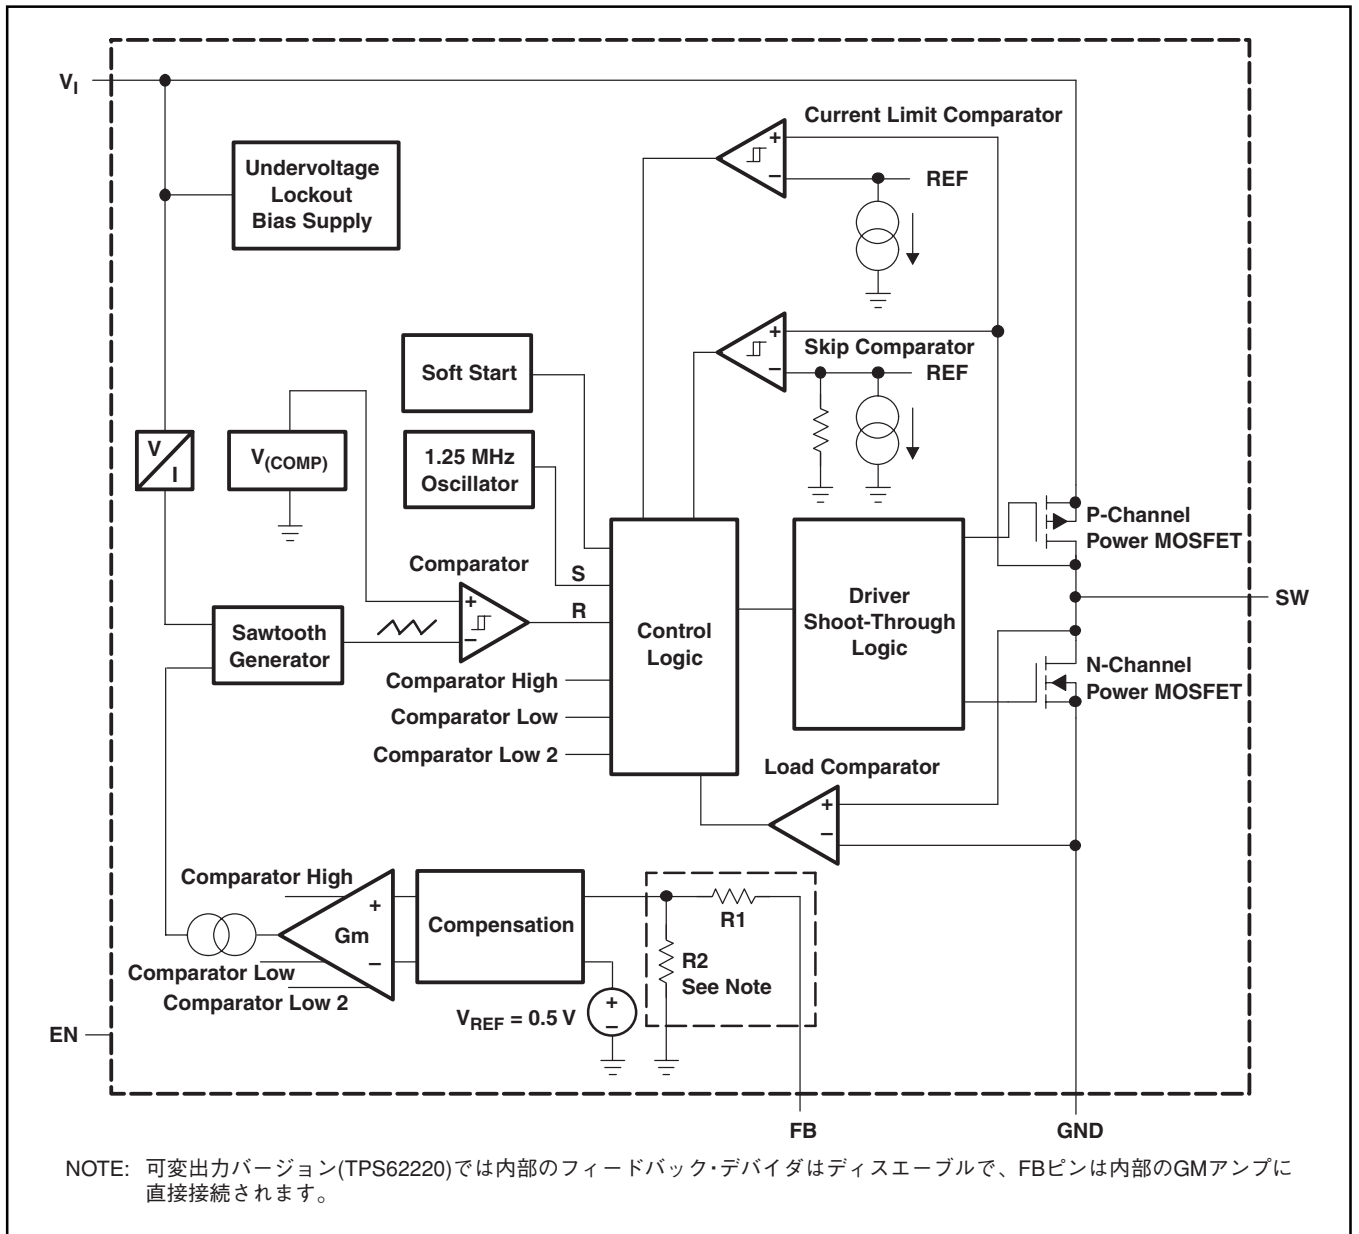 V_I
Current Limit Comparator
+
−
REF
Undervoltage
Lockout
Bias Supply
+
Skip Comparator
−
REF
Soft Start
V
I
V(COMP)
1.25 MHz
Oscillator
P-Channel
Power MOSFET
Comparator
S
R
+
−
Sawtooth
Generator
Control
Logic
Driver
Shoot-Through
Logic
SW
N-Channel
Power MOSFET
Comparator High
Comparator Low
Comparator Low 2
Load Comparator
+
−
Comparator High
+
Gm
−
Compensation
R1
R2
See Note
Comparator Low
Comparator Low 2
VREF = 0.5 V
+
−
EN
FB
GND
NOTE: 可変出力バージョン(TPS62220)では内部のフィードバック・デバイダはディスエーブルで、FBピンは内部のGMアンプに
直接接続されます。